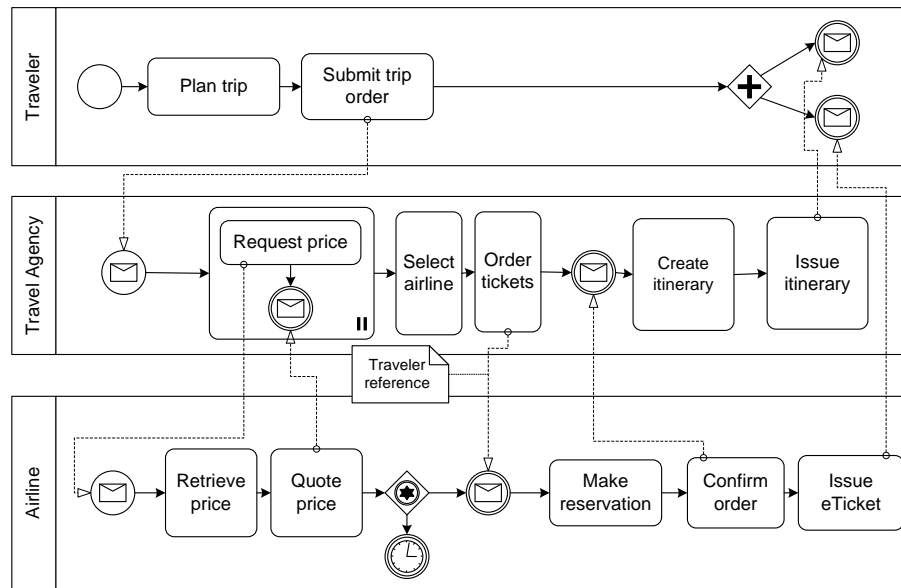 Traveler
Plan trip
Submit trip
order
Travel Agency
Request price
Select
airline
Order
tickets
Create
itinerary
Issue
itinerary
Traveler
reference
Airline
Retrieve
price
Quote
price
Make
reservation
Confirm
order
Issue
eTicket